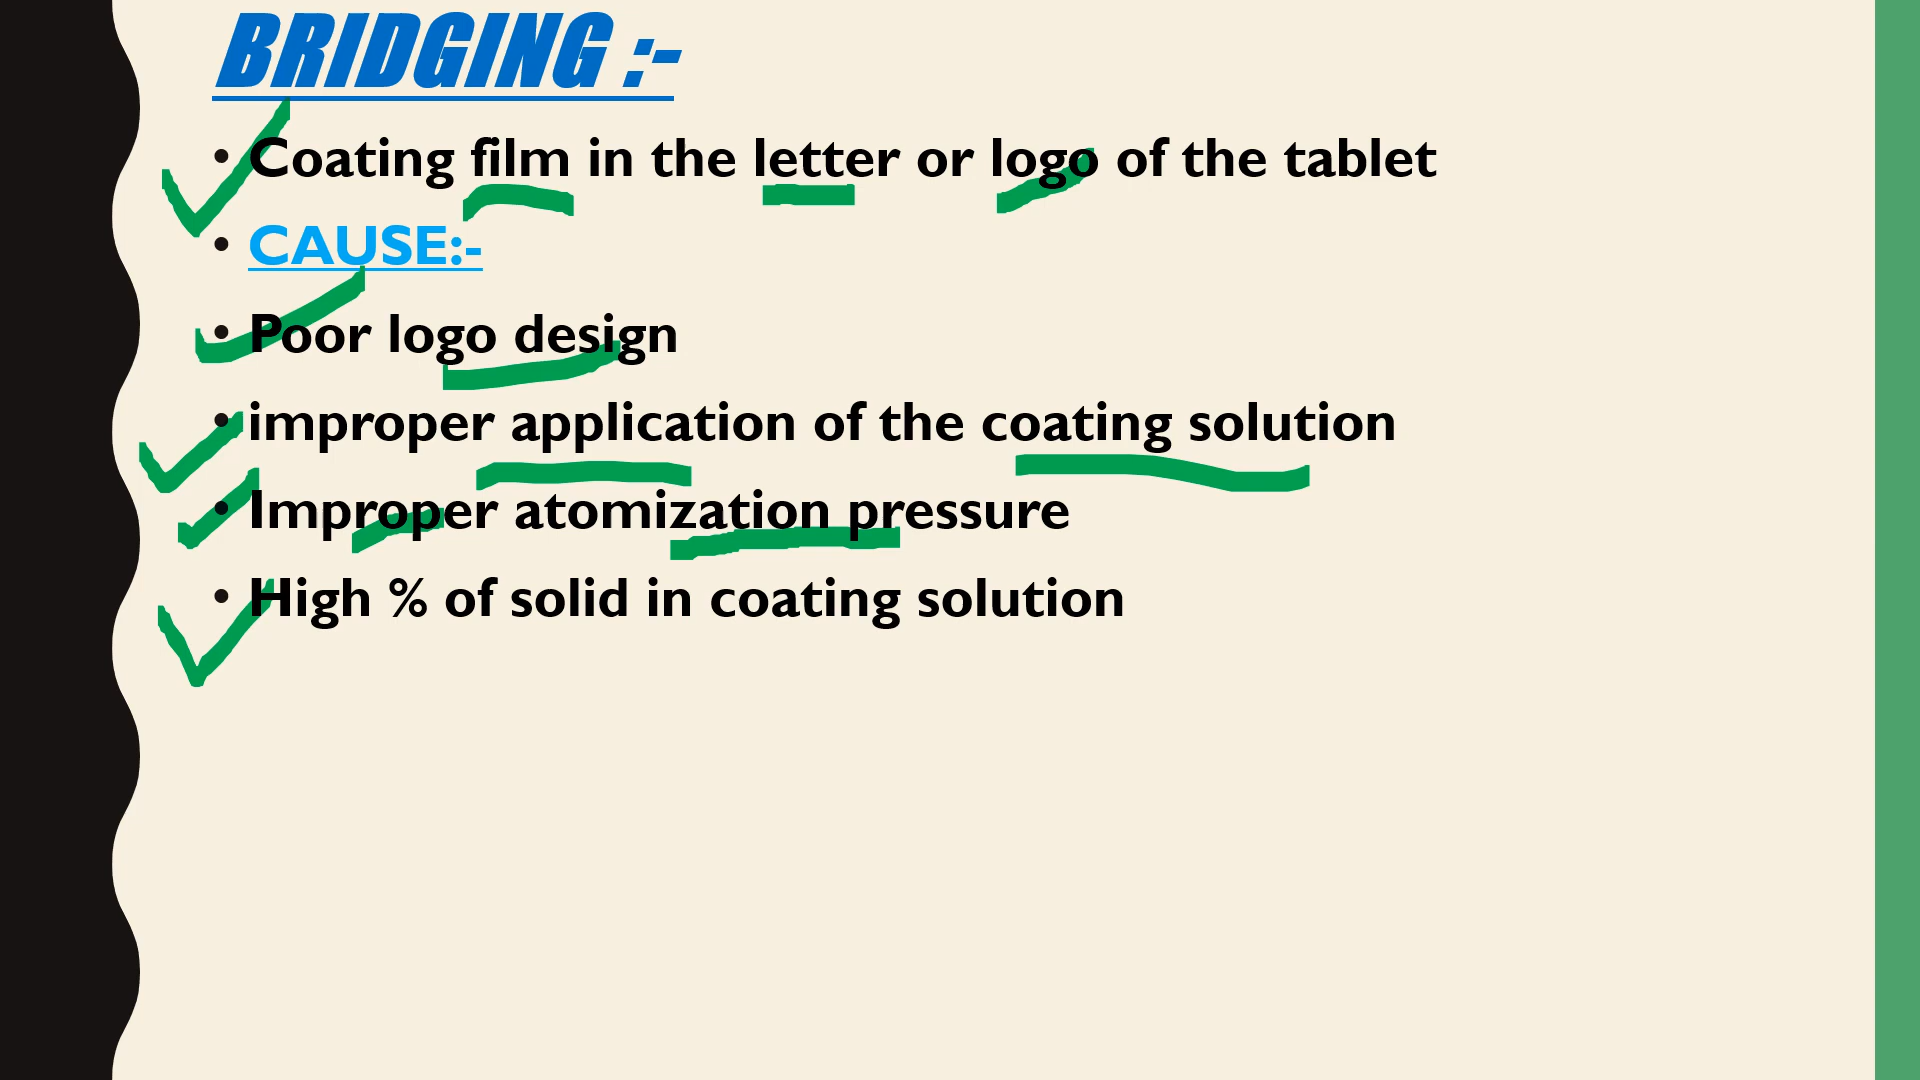 BRIDGING :-
• Coating film in the letter or logo of the tablet
• CAUSE:-
• Poor logo design
• improper application of the coating solution
• Improper atomization pressure
• High % of solid in coating solution